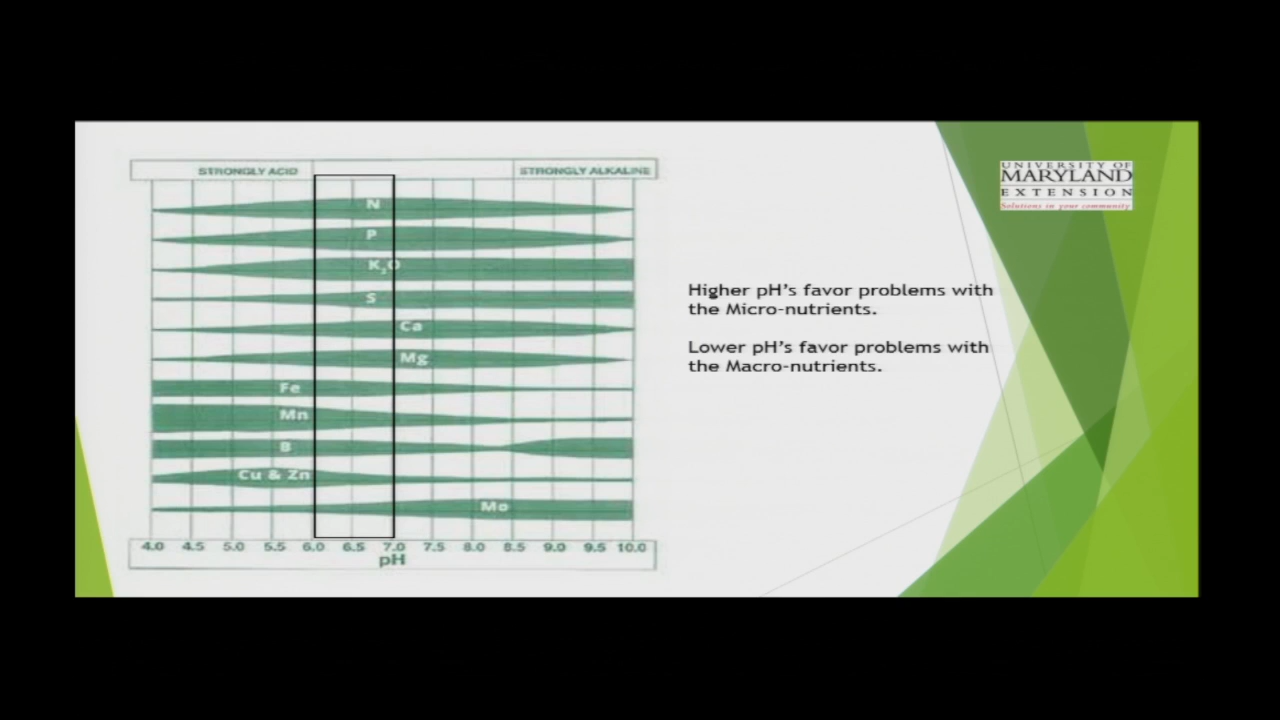 STRONGLY ACID STRONGLY ALKALINE
N
P
K₂O
S
Ca
Mg
Fe
Mn
B
Cu & Zn
Mo
4.0 4.5 5.0 5.5 6.0 6.5 7.0 7.5 8.0 8.5 9.0 9.5 10.0
pH
Higher pH's favor problems with
the Micro-nutrients.
Lower pH's favor problems with
the Macro-nutrients.
UNIVERSITY OF
MARYLAND
EXTENSION
Solutions in your community